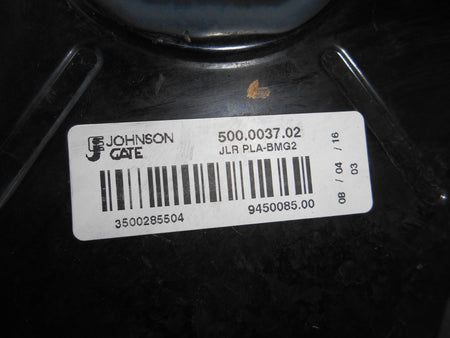 JOHNSON
GATE
500.0037.02
JLR PLA-BMG2
3500285504
9450085.00
08 / 04 / 16
03